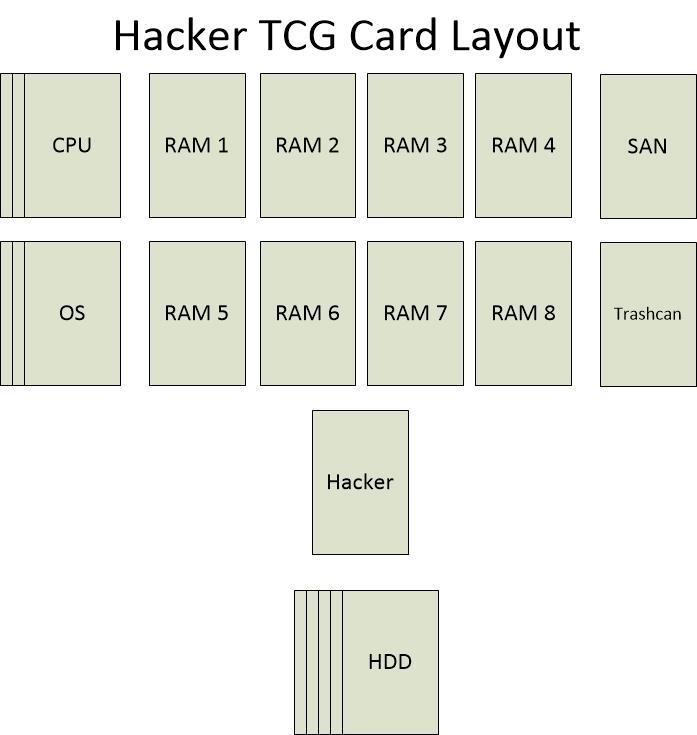 Hacker TCG Card Layout
CPU
RAM 1
RAM 2
RAM 3
RAM 4
SAN
OS
RAM 5
RAM 6
RAM 7
RAM 8
Trashcan
Hacker
HDD